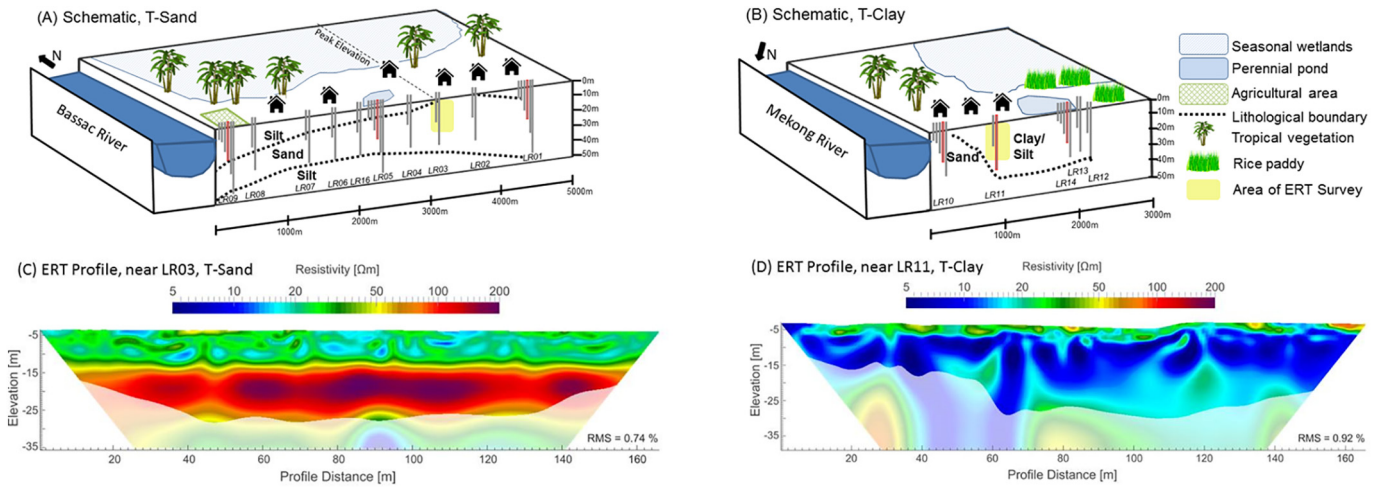 (A) Schematic, T-Sand
N
Peak Elevation
Bassac River
Silt
Sand
Silt
LR09
LR08
LR07
LR06
LR16
LR05
LR04
LR03
LR02
LR01
0m
10m
20m
30m
40m
50m
1000m
2000m
3000m
4000m
5000m
(B) Schematic, T-Clay
N
Mekong River
Sand
Clay/
Silt
LR10
LR11
LR14
LR13
LR12
0m
10m
20m
30m
40m
50m
1000m
2000m
3000m
Seasonal wetlands
Perennial pond
Agricultural area
Lithological boundary
Tropical vegetation
Rice paddy
Area of ERT Survey
(C) ERT Profile, near LR03, T-Sand
Resistivity [Ωm]
5 10 20 50 100 200
Elevation [m]
-5
-15
-25
-35
RMS = 0.74 %
20 40 60 80 100 120 140 160
Profile Distance [m]
(D) ERT Profile, near LR11, T-Clay
Resistivity [Ωm]
5 10 20 50 100 200
Elevation [m]
-5
-15
-25
-35
RMS = 0.92 %
20 40 60 80 100 120 140 160
Profile Distance [m]